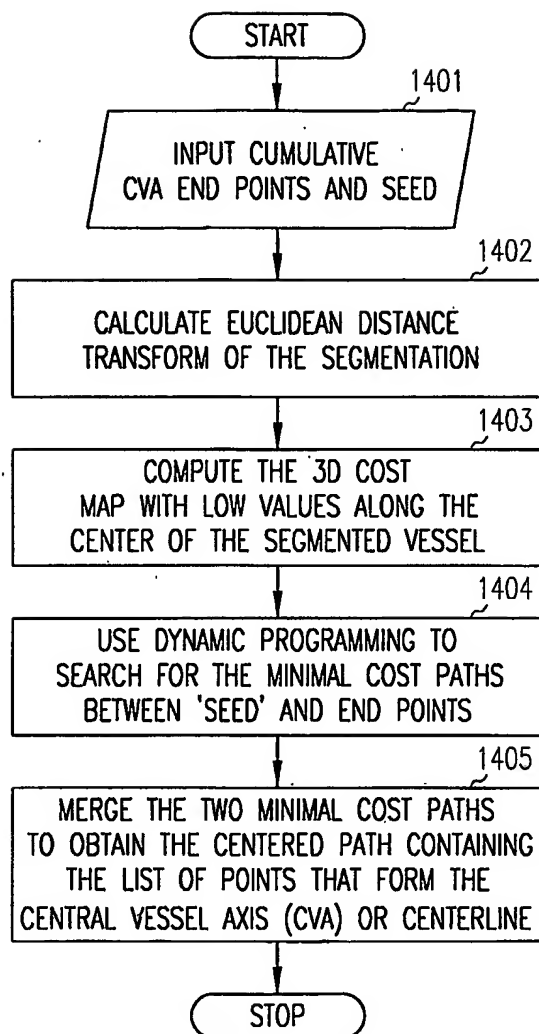 START
1401
INPUT CUMULATIVE
CVA END POINTS AND SEED
1402
CALCULATE EUCLIDEAN DISTANCE
TRANSFORM OF THE SEGMENTATION
1403
COMPUTE THE 3D COST
MAP WITH LOW VALUES ALONG THE
CENTER OF THE SEGMENTED VESSEL
1404
USE DYNAMIC PROGRAMMING TO
SEARCH FOR THE MINIMAL COST PATHS
BETWEEN 'SEED' AND END POINTS
1405
MERGE THE TWO MINIMAL COST PATHS
TO OBTAIN THE CENTERED PATH CONTAINING
THE LIST OF POINTS THAT FORM THE
CENTRAL VESSEL AXIS (CVA) OR CENTERLINE
STOP